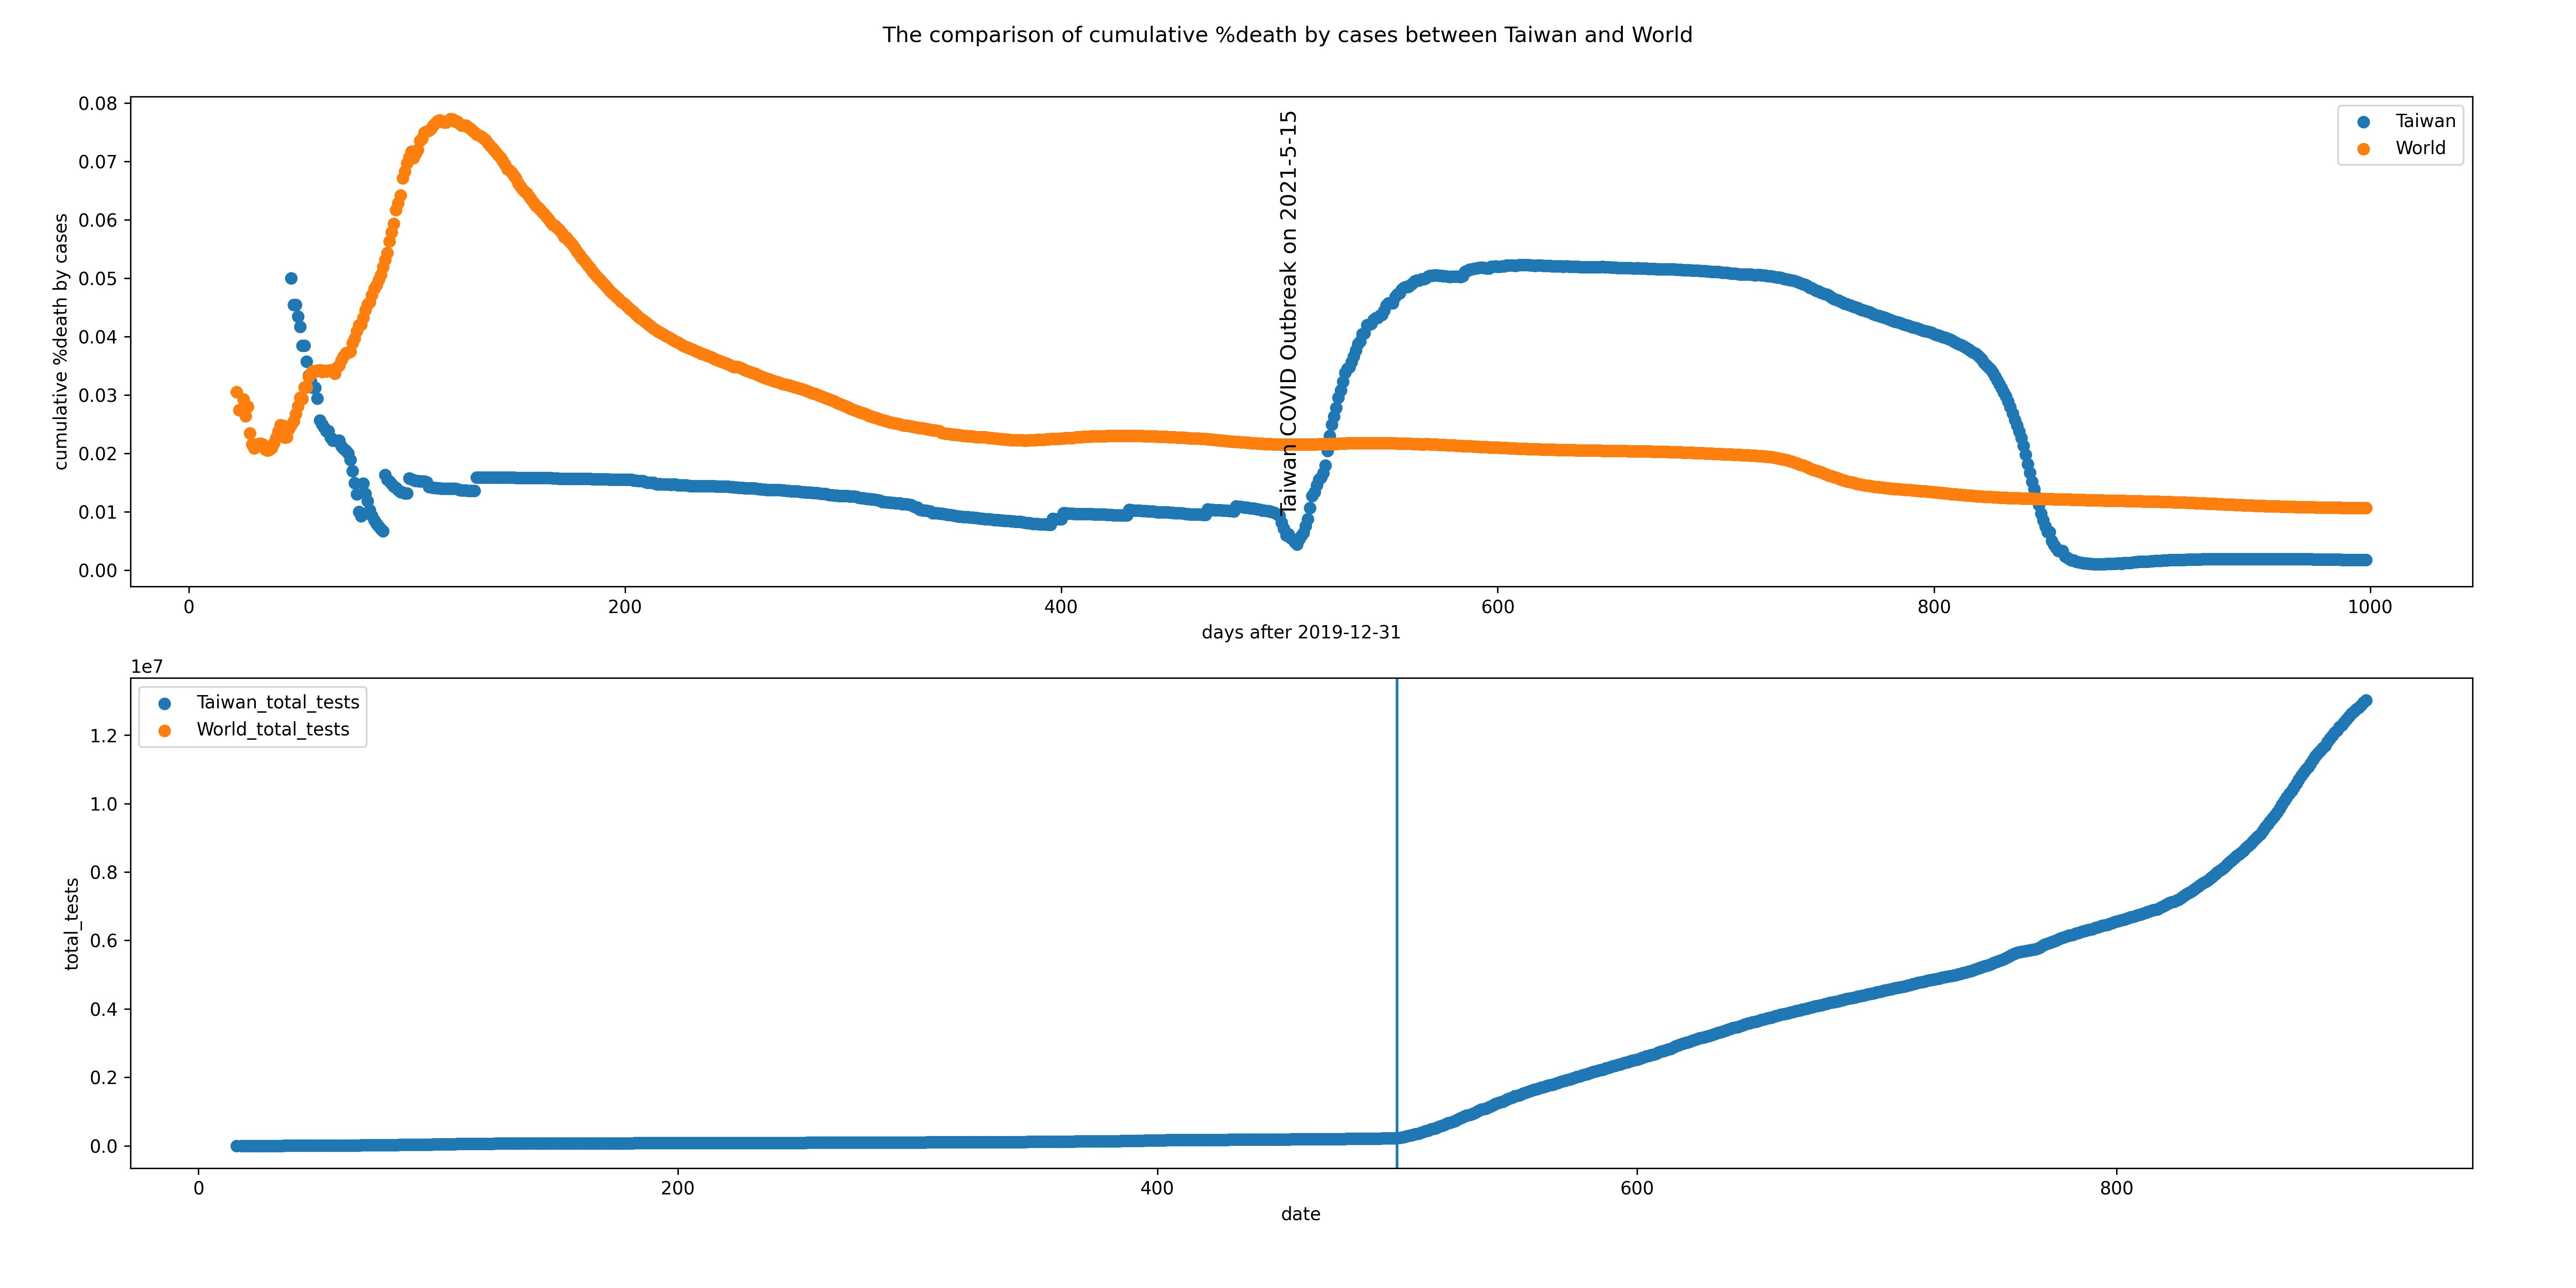 The comparison of cumulative %death by cases between Taiwan and World
0.08
0.07
0.06
0.05
0.04
0.03
0.02
0.01
0.00
cumulative %death by cases
Taiwan COVID Outbreak on 2021-5-15
Taiwan
World
0 200 400 600 800 1000
days after 2019-12-31
1e7
Taiwan_total_tests
World_total_tests
1.2
1.0
0.8
0.6
0.4
0.2
0.0
total_tests
0 200 400 600 800
date